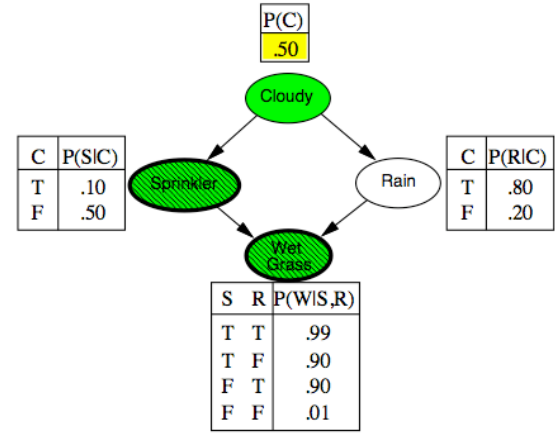 P(C)
.50
Cloudy
C P(S|C)
T .10
F .50
Sprinkler
Rain
C P(R|C)
T .80
F .20
Wet
Grass
S R P(W|S,R)
T T .99
T F .90
F T .90
F F .01